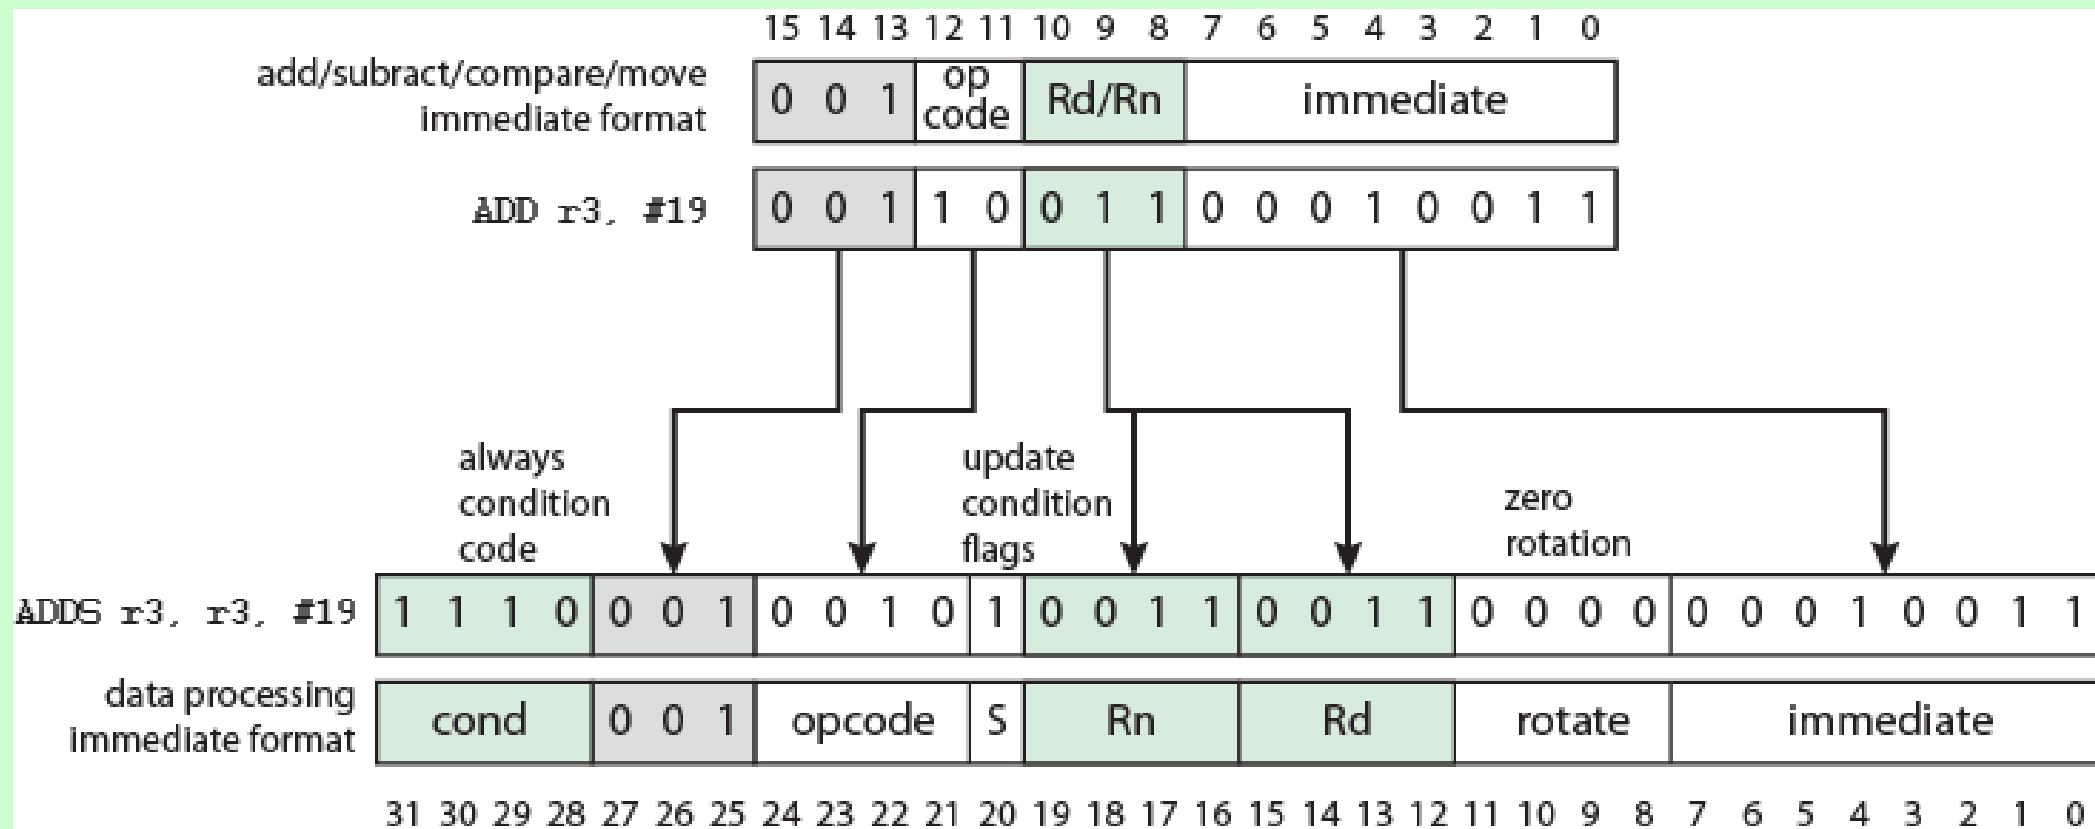 15 14 13 12 11 10 9 8 7 6 5 4 3 2 1 0
add/subract/compare/move
immediate format
0 0 1
op
code
Rd/Rn
immediate
ADD r3, #19
0 0 1 1 0 0 1 1 0 0 0 1 0 0 1 1
always
condition
code
update
condition
flags
zero
rotation
ADDS r3, r3, #19
1 1 1 0 0 0 1 0 0 1 0 1 0 0 1 1 0 0 1 1 0 0 0 0 0 0 0 1 0 0 1 1
data processing
immediate format
cond
0 0 1
opcode
S
Rn
Rd
rotate
immediate
31 30 29 28 27 26 25 24 23 22 21 20 19 18 17 16 15 14 13 12 11 10 9 8 7 6 5 4 3 2 1 0